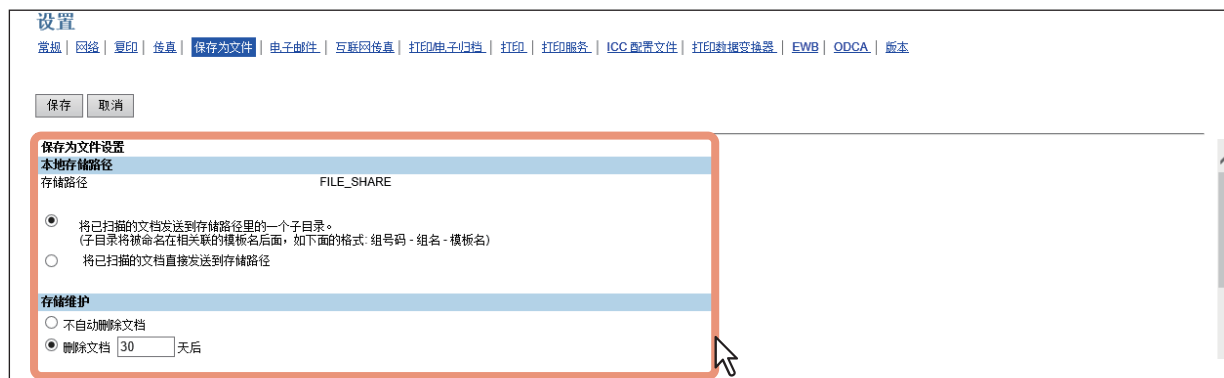 设置
常规 | 网络 | 复印 | 传真 | 保存为文件 | 电子邮件 | 互联网传真 | 打印/电子归档 | 打印 | 打印服务 | ICC 配置文件 | 打印数据变换器 | EWB | ODCA | 版本
保存 取消
保存为文件设置
本地存储路径
存储路径 FILE_SHARE
将已扫描的文档发送到存储路径里的一个子目录。
(子目录将被命名在相关联的模板名后面，如下面的格式: 组号码 - 组名 - 模板名)
将已扫描的文档直接发送到存储路径
存储维护
不自动删除文档
删除文档 30 天后